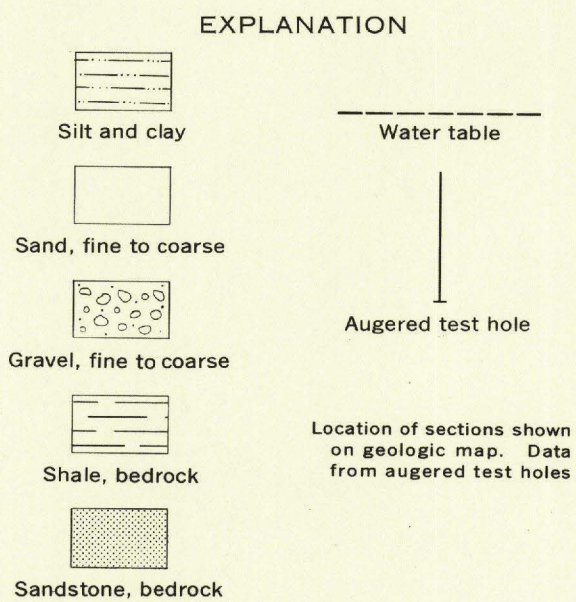 EXPLANATION
Silt and clay
Sand, fine to coarse
Gravel, fine to coarse
Shale, bedrock
Sandstone, bedrock
Water table
Augered test hole
Location of sections shown
on geologic map. Data
from augered test holes